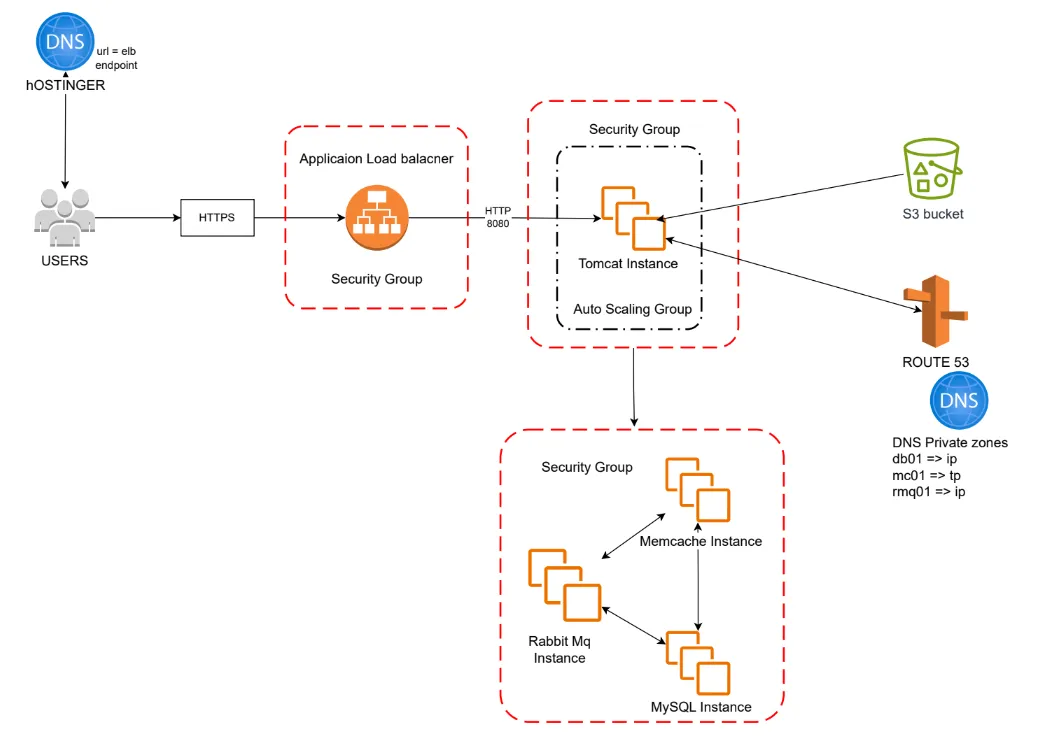 DNS
url = elb
endpoint
hOSTINGER
USERS
HTTPS
Applicaion Load balacner
Security Group
HTTP
8080
Security Group
Tomcat Instance
Auto Scaling Group
S3 bucket
ROUTE 53
DNS
DNS Private zones
db01 => ip
mc01 => tp
rmq01 => ip
Security Group
Memcache Instance
Rabbit Mq
Instance
MySQL Instance